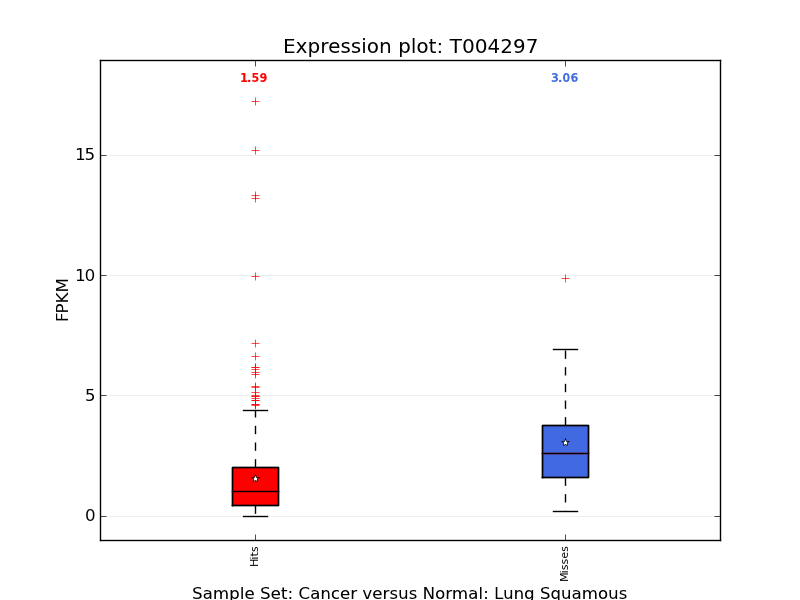 Expression plot: T004297
1.59
3.06
15
10
5
0
FPKM
Hits
Misses
Sample Set: Cancer versus Normal: Lung Squamous